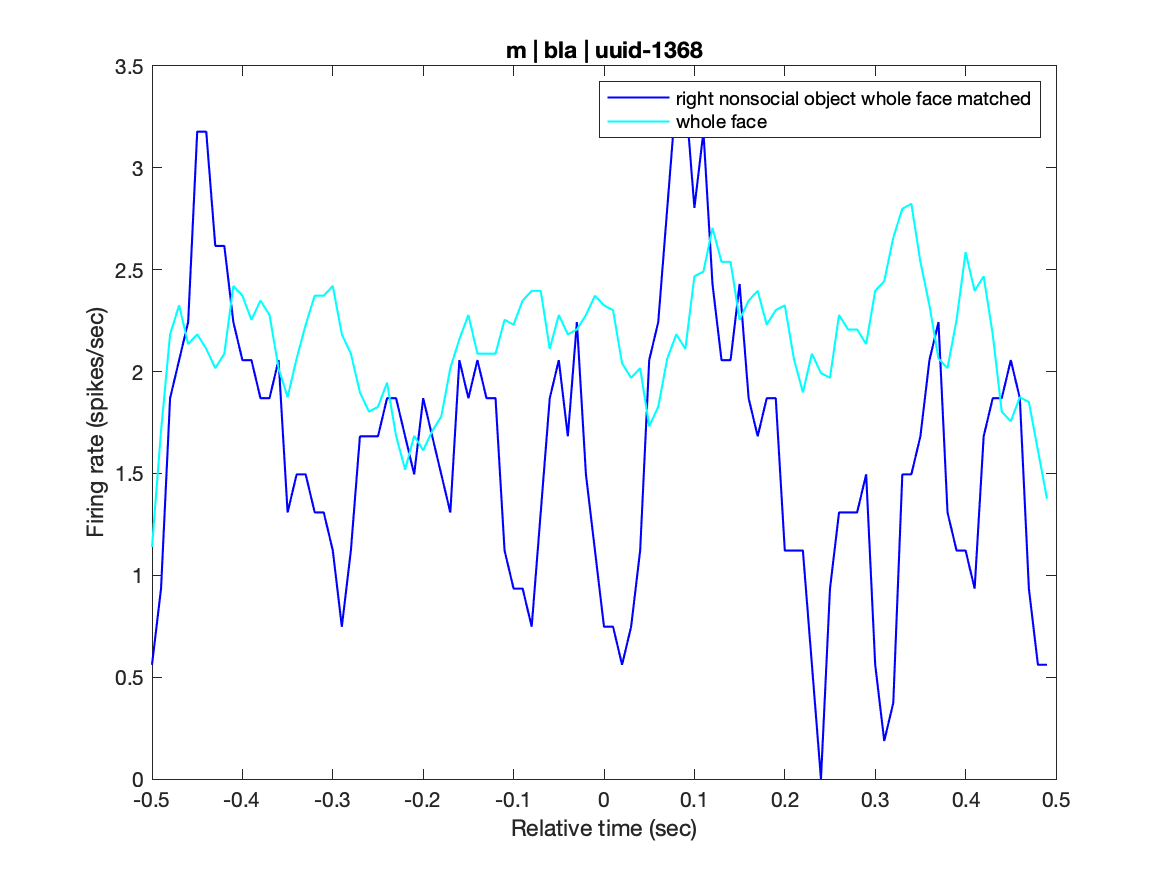 m | bla | uuid-1368
right nonsocial object whole face matched
whole face
Firing rate (spikes/sec)
3.5
3
2.5
2
1.5
1
0.5
0
-0.5 -0.4 -0.3 -0.2 -0.1 0 0.1 0.2 0.3 0.4 0.5
Relative time (sec)